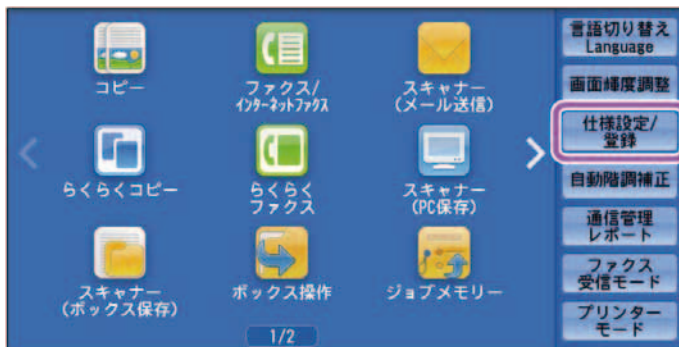 コピー
ファクス/
インターネットファクス
スキャナー
(メール送信)
らくらくコピー
らくらく
ファクス
スキャナー
(PC保存)
スキャナー
(ボックス保存)
ボックス操作
ジョブメモリー
1/2
言語切り替え
Language
画面輝度調整
仕様設定/
登録
自動階調補正
通信管理
レポート
ファクス
受信モード
プリンター
モード